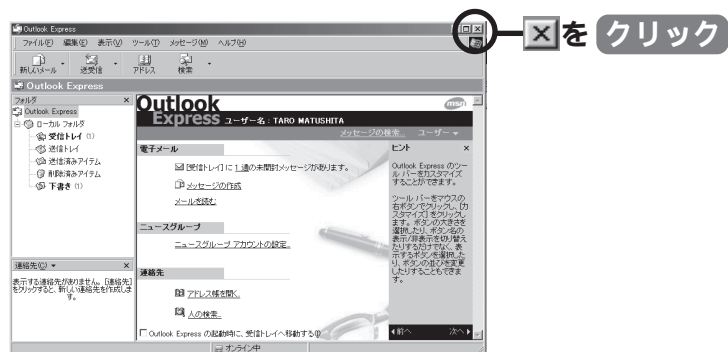 Outlook Express
ファイル(F) 編集(E) 表示(V) ツール(T) メッセージ(M) ヘルプ(H)
新しいメール 送受信 アドレス 検索
Outlook Express
フォルダ
Outlook Express
ローカル フォルダ
受信トレイ (1)
送信トレイ
送信済みアイテム
削除済みアイテム
下書き (1)
連絡先(C)
表示する連絡先がありません。[連絡先]
をクリックすると、新しい連絡先を作成しま
す。
Outlook
Express ユーザー名 : TARO MATUSHITA
msn
メッセージの検索... ユーザー
電子メール
[受信トレイ] に 1 通の未開封メッセージがあります。
メッセージの作成
メールを読む
ニュースグループ
ニュースグループ アカウントの設定...
連絡先
アドレス帳を開く...
人の検索...
Outlook Express の起動時に、受信トレイへ移動する(W)
ヒント
Outlook Express のツー
ル バーをカスタマイズ
することができます。
ツール バーをマウスの
右ボタンでクリックし、[カ
スタマイズ] をクリックし
ます。ボタンの大きさを
選択したり、ボタン名の
表示/非表示を切り替え
たりするだけでなく、表
示するボタンを選択した
り、ボタンの並びを変更
したりすることもできま
す。
前へ 次へ
オンライン中
×を クリック